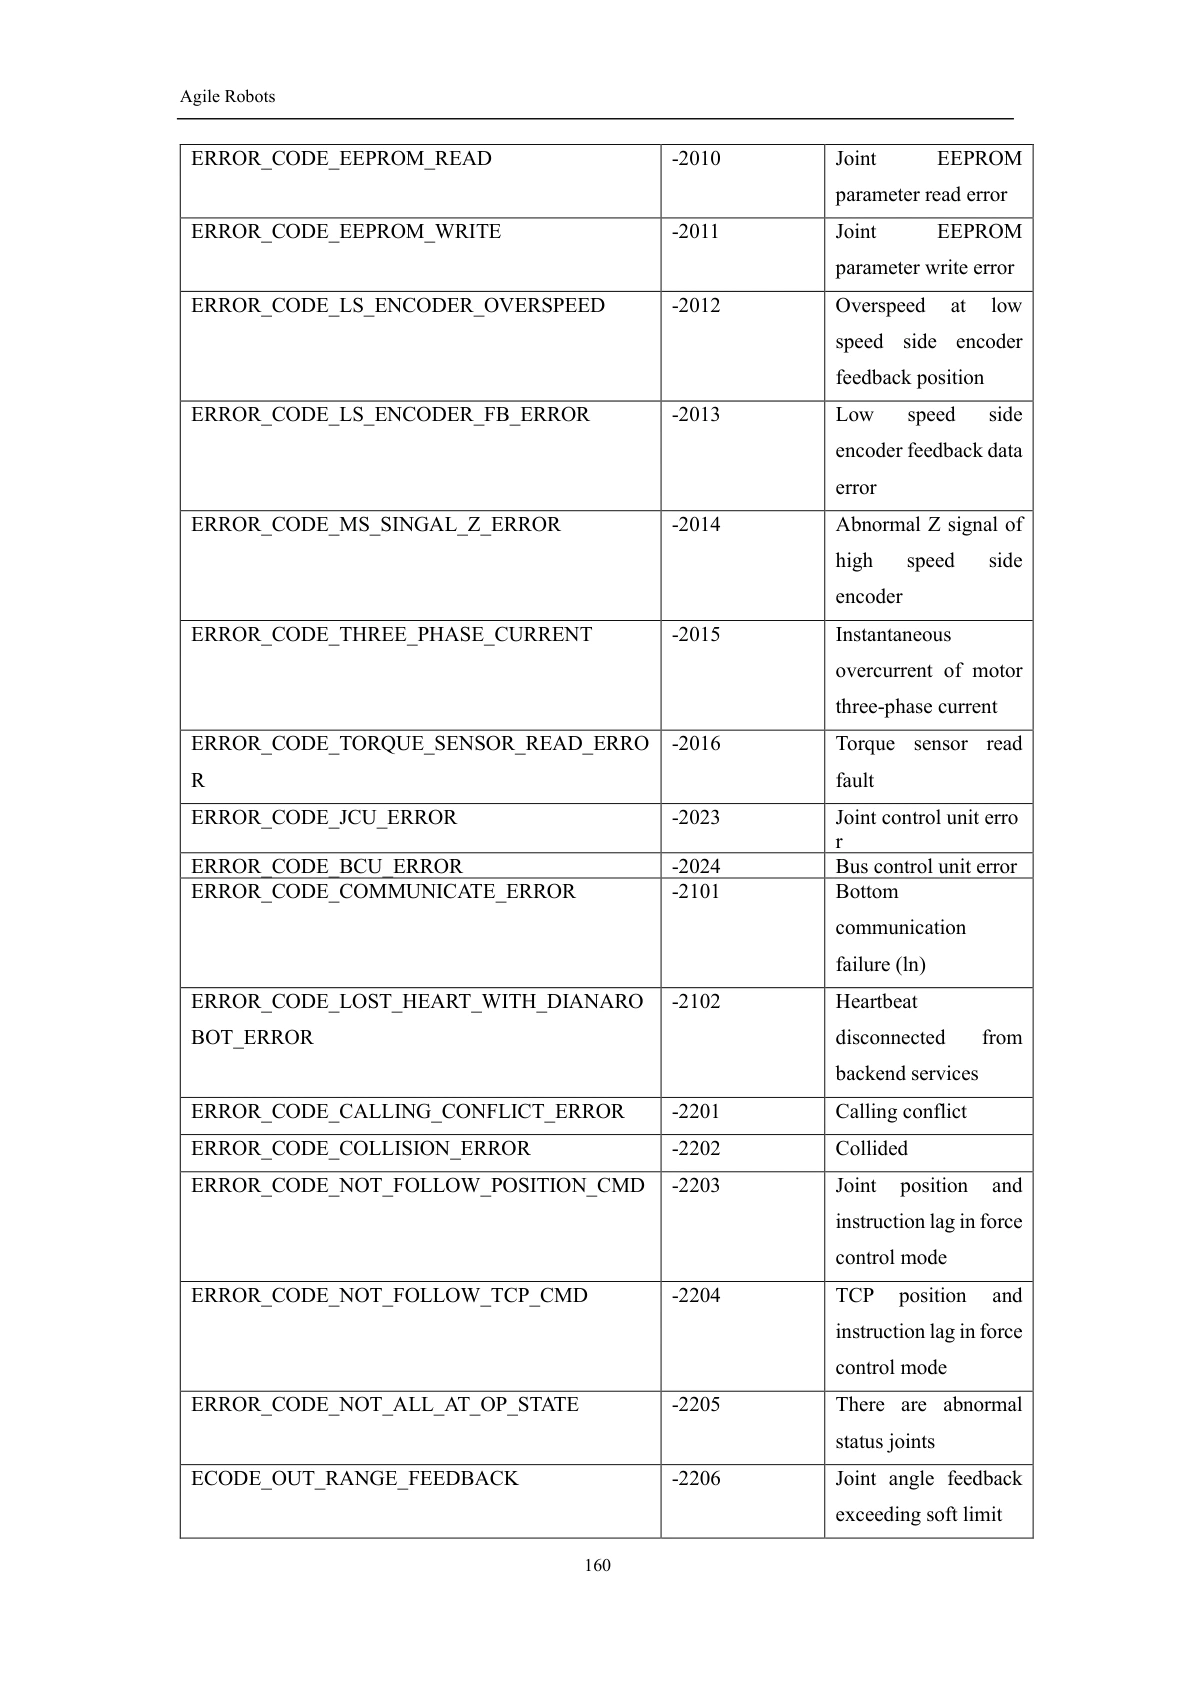 Agile Robots
ERROR_CODE_EEPROM_READ -2010 Joint EEPROM
parameter read error
ERROR_CODE_EEPROM_WRITE -2011 Joint EEPROM
parameter write error
ERROR_CODE_LS_ENCODER_OVERSPEED -2012 Overspeed at low
speed side encoder
feedback position
ERROR_CODE_LS_ENCODER_FB_ERROR -2013 Low speed side
encoder feedback data
error
ERROR_CODE_MS_SINGAL_Z_ERROR -2014 Abnormal Z signal of
high speed side
encoder
ERROR_CODE_THREE_PHASE_CURRENT -2015 Instantaneous
overcurrent of motor
three-phase current
ERROR_CODE_TORQUE_SENSOR_READ_ERRO -2016 Torque sensor read
R fault
ERROR_CODE_JCU_ERROR -2023 Joint control unit erro
r
ERROR_CODE_BCU_ERROR -2024 Bus control unit error
ERROR_CODE_COMMUNICATE_ERROR -2101 Bottom
communication
failure (ln)
ERROR_CODE_LOST_HEART_WITH_DIANARO -2102 Heartbeat
BOT_ERROR disconnected from
backend services
ERROR_CODE_CALLING_CONFLICT_ERROR -2201 Calling conflict
ERROR_CODE_COLLISION_ERROR -2202 Collided
ERROR_CODE_NOT_FOLLOW_POSITION_CMD -2203 Joint position and
instruction lag in force
control mode
ERROR_CODE_NOT_FOLLOW_TCP_CMD -2204 TCP position and
instruction lag in force
control mode
ERROR_CODE_NOT_ALL_AT_OP_STATE -2205 There are abnormal
status joints
ECODE_OUT_RANGE_FEEDBACK -2206 Joint angle feedback
exceeding soft limit
160